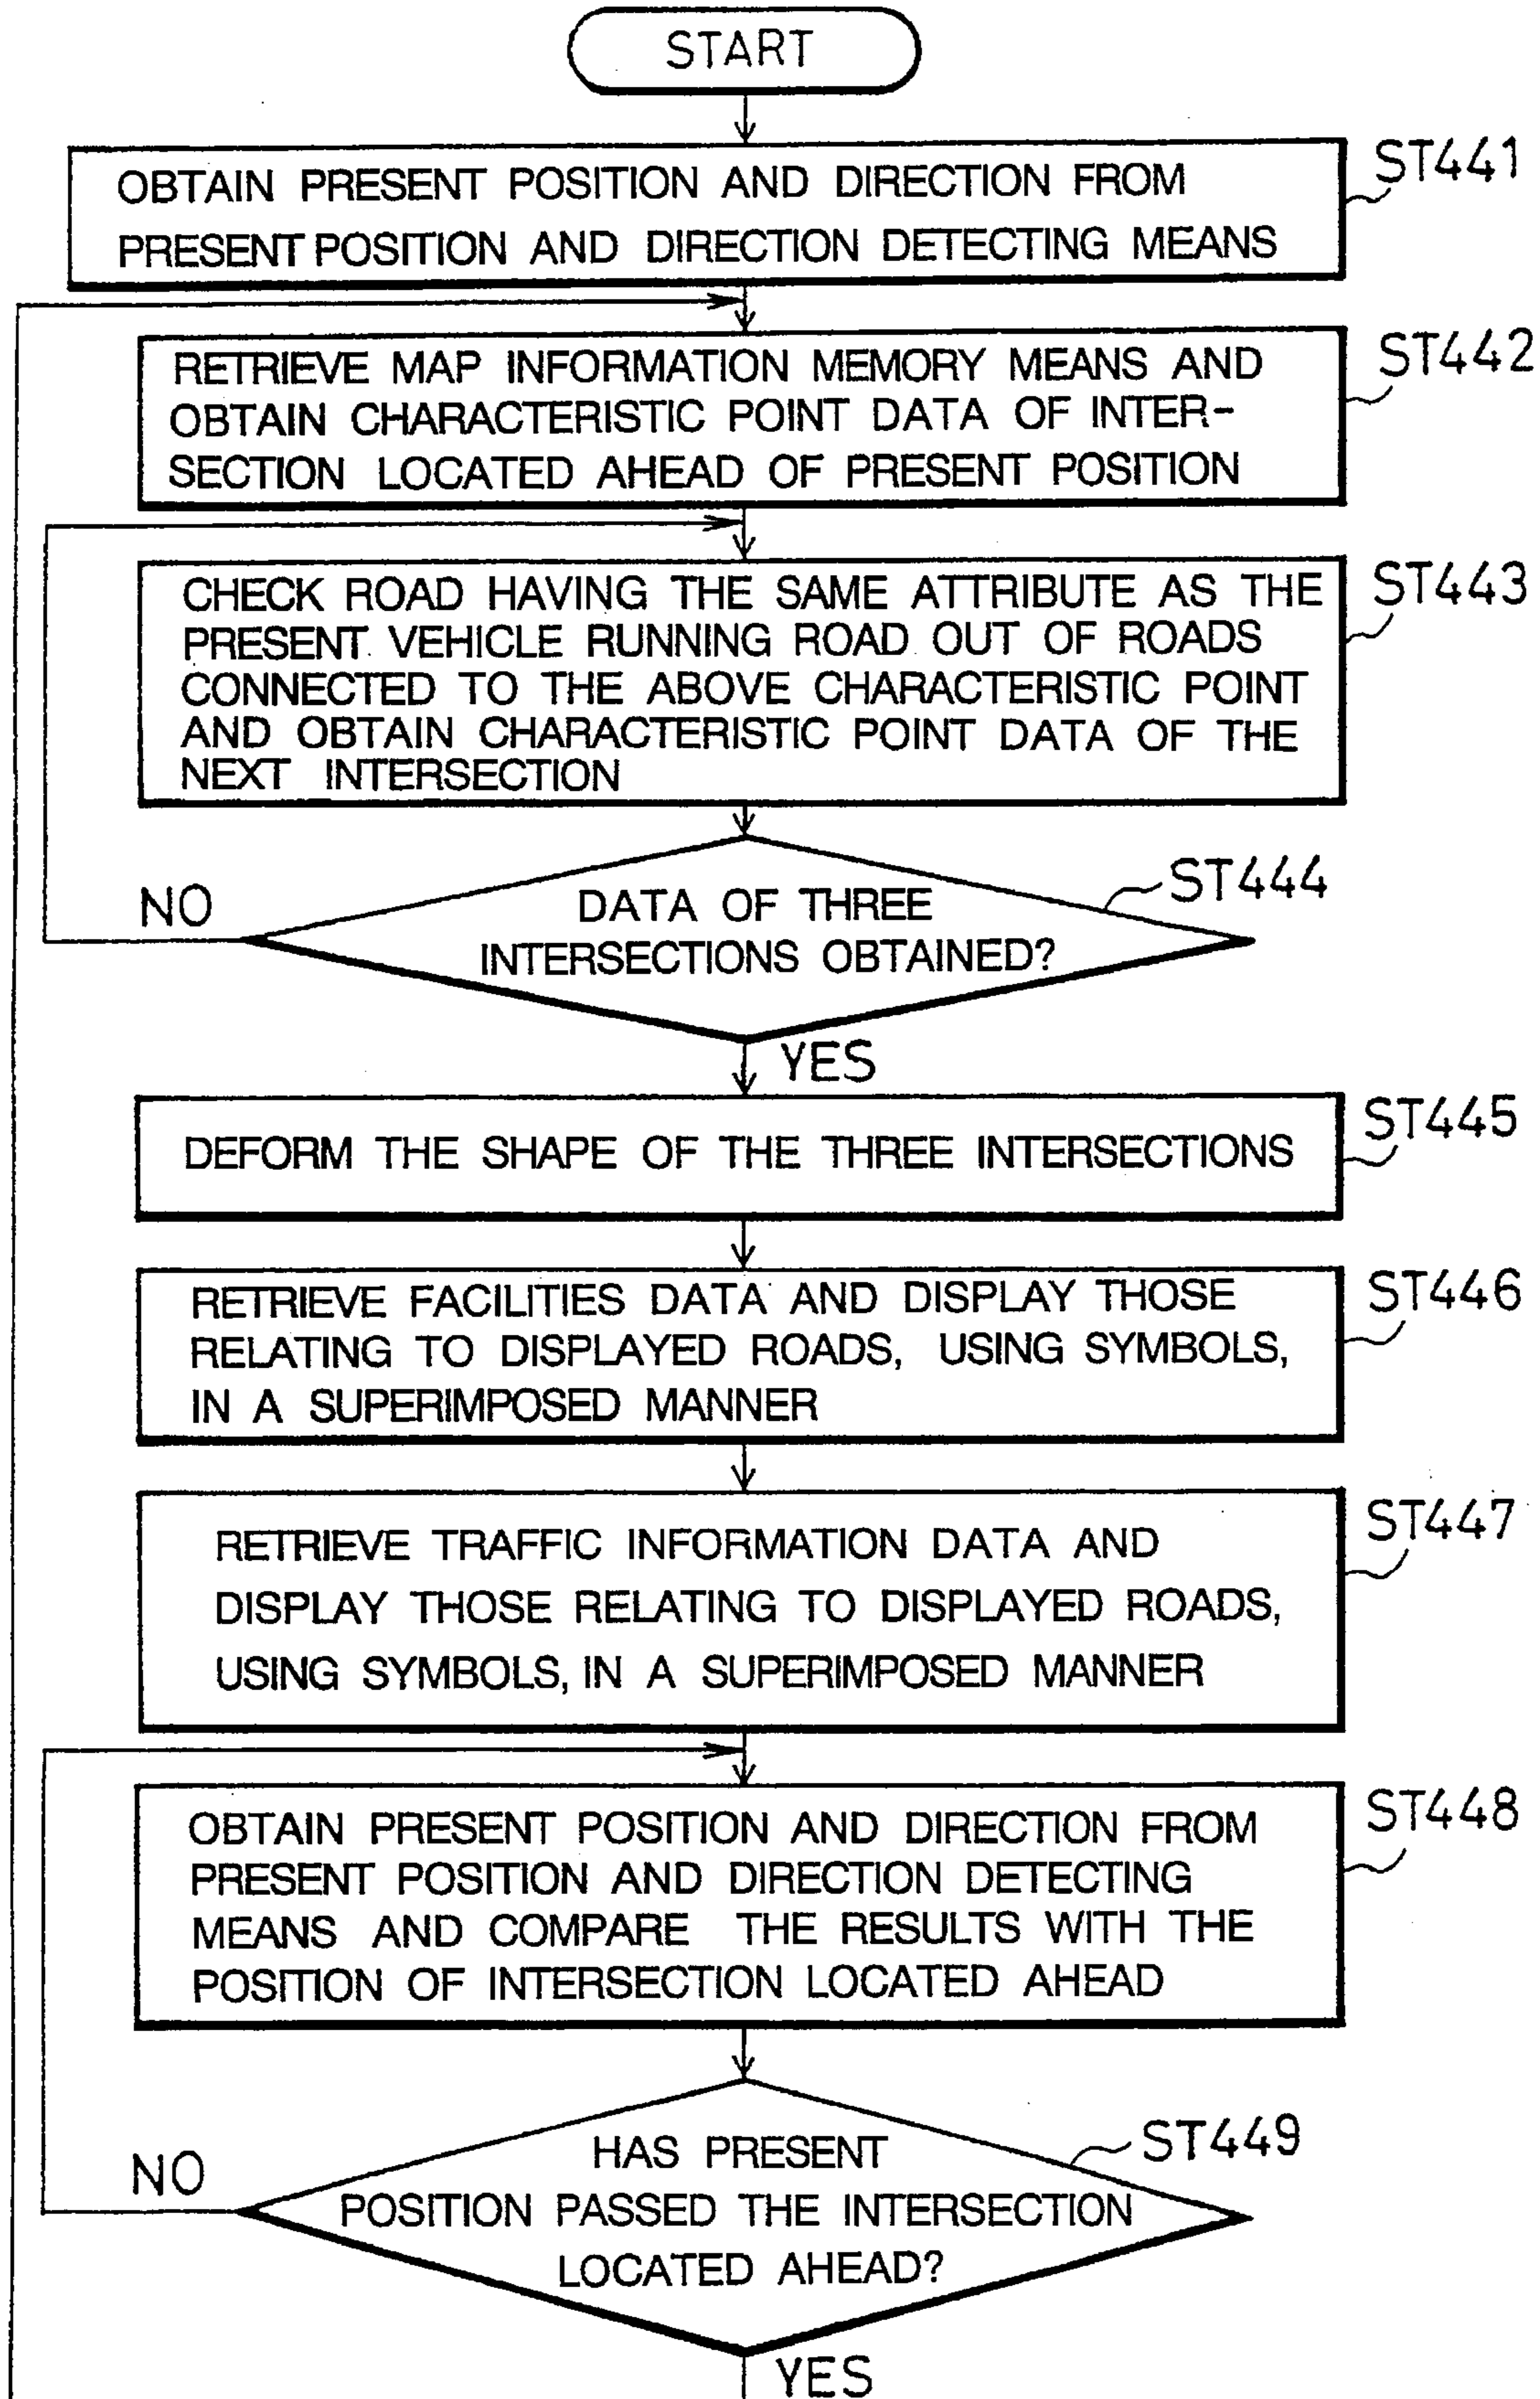 START
OBTAIN PRESENT POSITION AND DIRECTION FROM
PRESENT POSITION AND DIRECTION DETECTING MEANS
ST441
RETRIEVE MAP INFORMATION MEMORY MEANS AND
OBTAIN CHARACTERISTIC POINT DATA OF INTER-
SECTION LOCATED AHEAD OF PRESENT POSITION
ST442
CHECK ROAD HAVING THE SAME ATTRIBUTE AS THE
PRESENT VEHICLE RUNNING ROAD OUT OF ROADS
CONNECTED TO THE ABOVE CHARACTERISTIC POINT
AND OBTAIN CHARACTERISTIC POINT DATA OF THE
NEXT INTERSECTION
ST443
DATA OF THREE
INTERSECTIONS OBTAINED?
ST444
NO
YES
DEFORM THE SHAPE OF THE THREE INTERSECTIONS
ST445
RETRIEVE FACILITIES DATA AND DISPLAY THOSE
RELATING TO DISPLAYED ROADS, USING SYMBOLS,
IN A SUPERIMPOSED MANNER
ST446
RETRIEVE TRAFFIC INFORMATION DATA AND
DISPLAY THOSE RELATING TO DISPLAYED ROADS,
USING SYMBOLS, IN A SUPERIMPOSED MANNER
ST447
OBTAIN PRESENT POSITION AND DIRECTION FROM
PRESENT POSITION AND DIRECTION DETECTING
MEANS AND COMPARE THE RESULTS WITH THE
POSITION OF INTERSECTION LOCATED AHEAD
ST448
HAS PRESENT
POSITION PASSED THE INTERSECTION
LOCATED AHEAD?
ST449
NO
YES